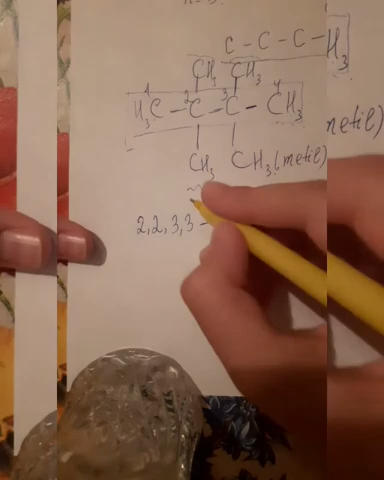 C - C - C - H3
CH3 CH3
1 2 3 4
H3C - C - C - CH3
CH3 CH3 (metil)
metil)
2,2,3,3 -